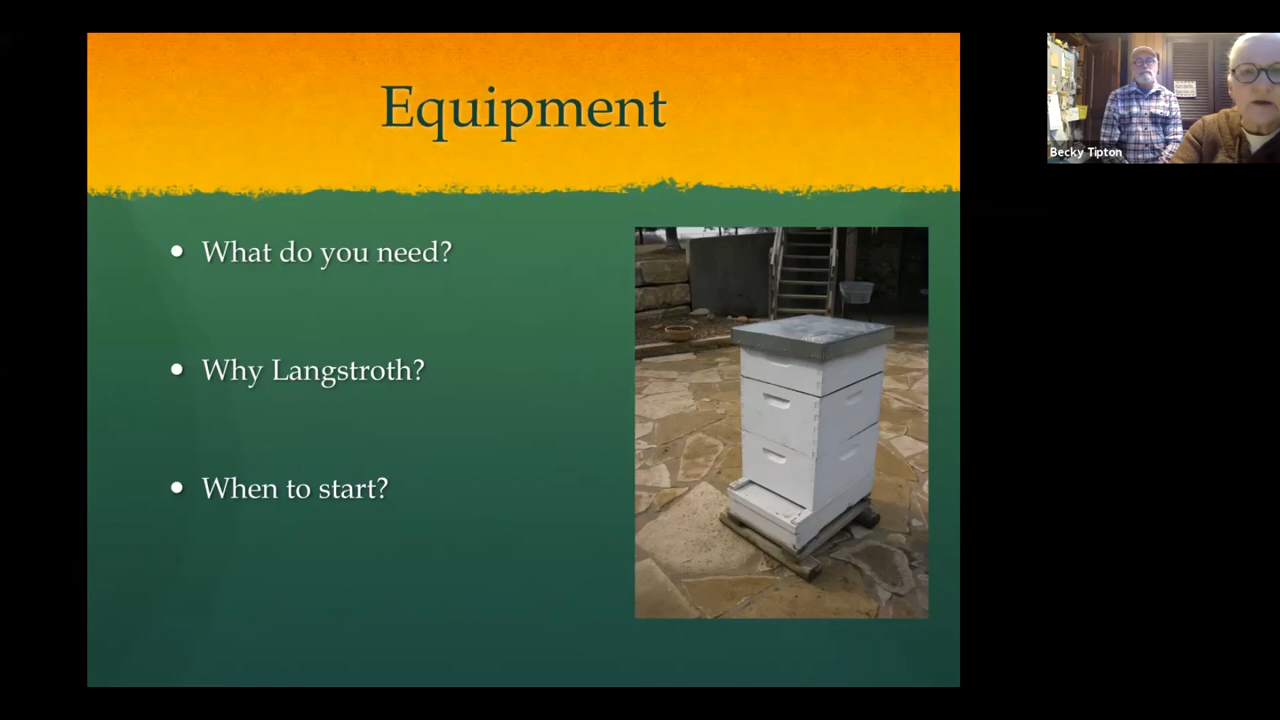 Equipment
• What do you need?
• Why Langstroth?
• When to start?
Becky Tipton